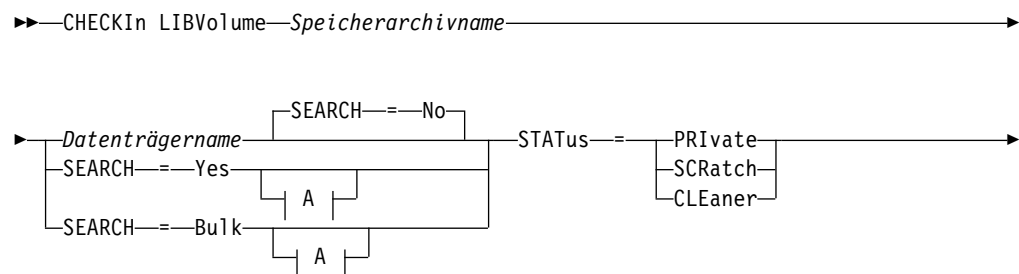 CHECKIn LIBVolume Speicherarchivname
SEARCH = No
Datenträgername STATus = PRIvate
SEARCH = Yes SCRatch
A CLEaner
SEARCH = Bulk
A